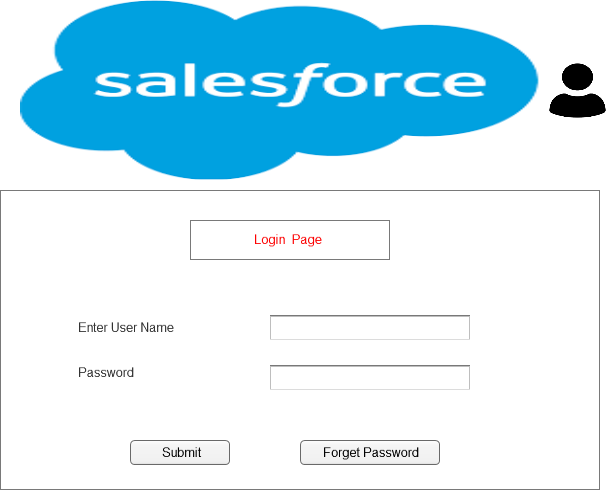 salesforce
Login Page
Enter User Name
Password
Submit
Forget Password